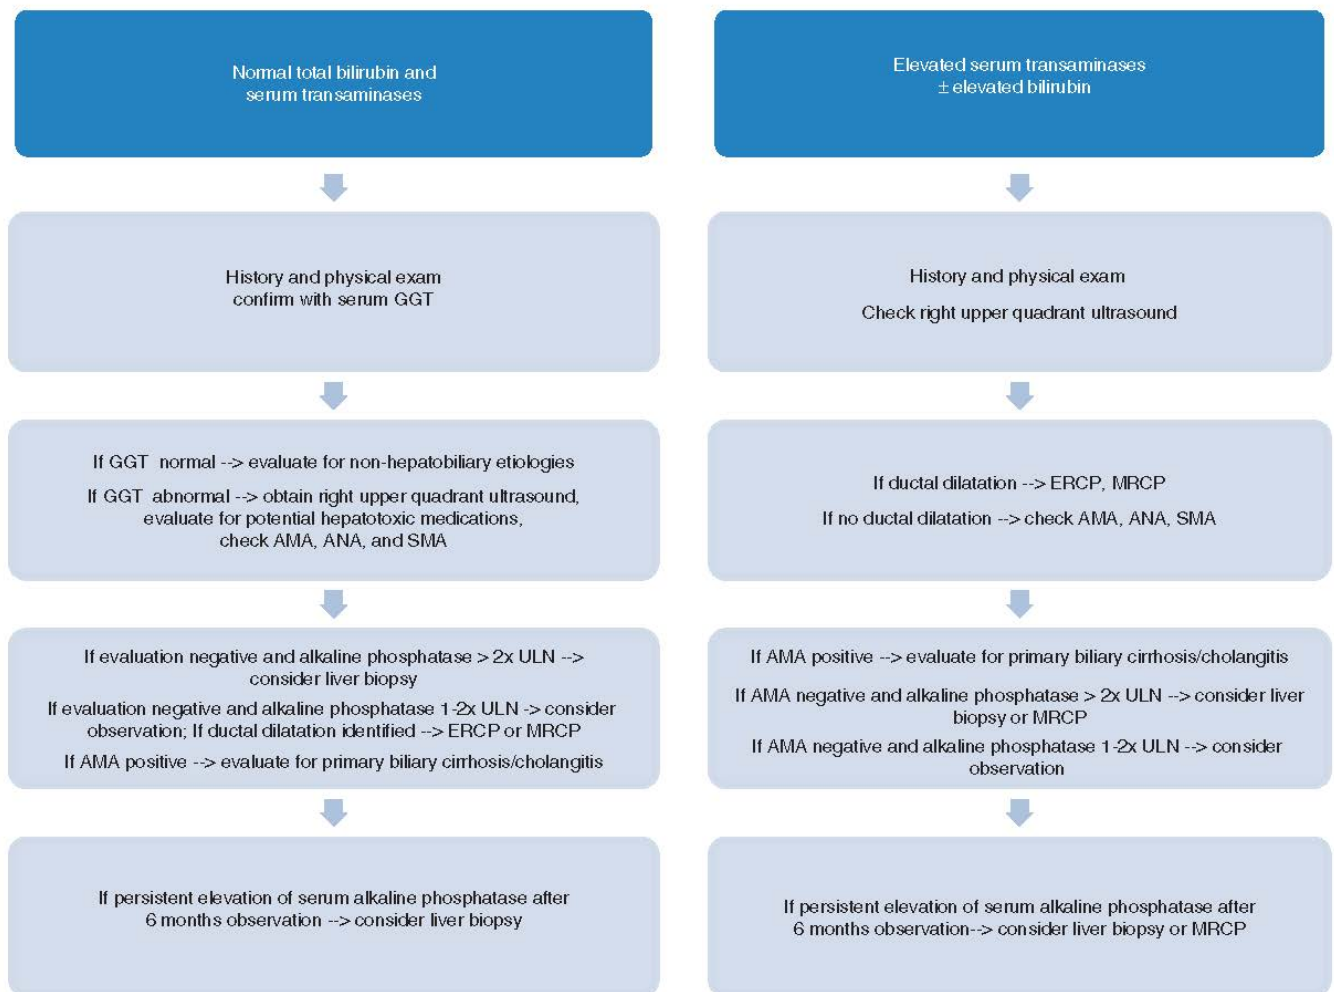 Normal total bilirubin and
serum transaminases
History and physical exam
confirm with serum GGT
If GGT normal --> evaluate for non-hepatobiliary etiologies
If GGT abnormal --> obtain right upper quadrant ultrasound,
evaluate for potential hepatotoxic medications,
check AMA, ANA, and SMA
If evaluation negative and alkaline phosphatase > 2x ULN -->
consider liver biopsy
If evaluation negative and alkaline phosphatase 1-2x ULN -> consider
observation; If ductal dilatation identified --> ERCP or MRCP
If AMA positive --> evaluate for primary biliary cirrhosis/cholangitis
If persistent elevation of serum alkaline phosphatase after
6 months observation --> consider liver biopsy
Elevated serum transaminases
± elevated bilirubin
History and physical exam
Check right upper quadrant ultrasound
If ductal dilatation --> ERCP, MRCP
If no ductal dilatation --> check AMA, ANA, SMA
If AMA positive --> evaluate for primary biliary cirrhosis/cholangitis
If AMA negative and alkaline phosphatase > 2x ULN --> consider liver
biopsy or MRCP
If AMA negative and alkaline phosphatase 1-2x ULN --> consider
observation
If persistent elevation of serum alkaline phosphatase after
6 months observation--> consider liver biopsy or MRCP